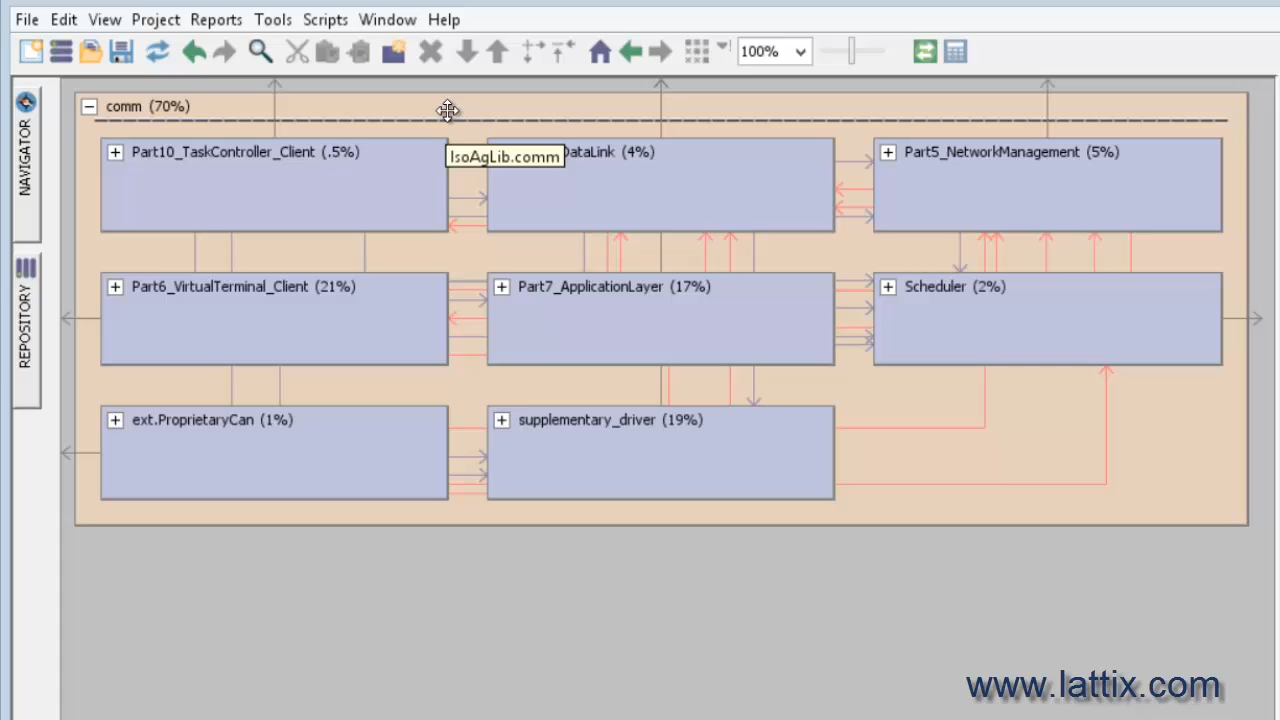 File Edit View Project Reports Tools Scripts Window Help
100%
NAVIGATOR
REPOSITORY
comm (70%)
Part10_TaskController_Client (.5%)
IsoAgLib.comm
DataLink (4%)
Part5_NetworkManagement (5%)
Part6_VirtualTerminal_Client (21%)
Part7_ApplicationLayer (17%)
Scheduler (2%)
ext.ProprietaryCan (1%)
supplementary_driver (19%)
www.lattix.com